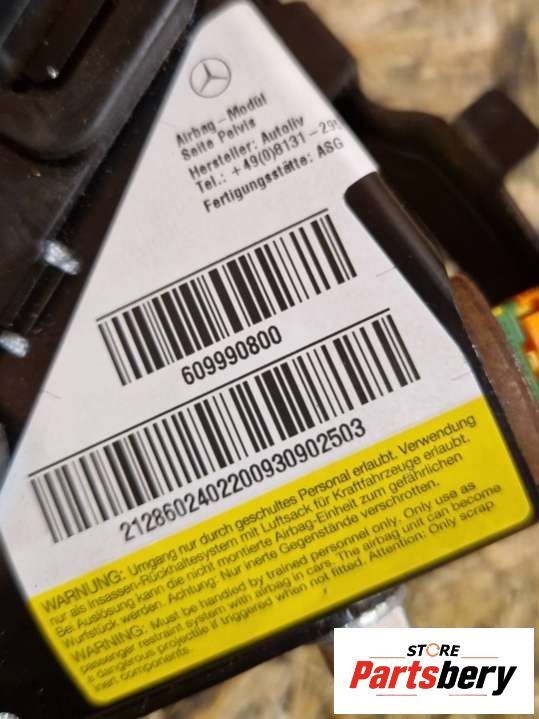 Airbag-Modul
Seite Pelvis
Hersteller: Autoliv
Tel.: +49(0)8131-295
Fertigungsstätte: ASG
609990800
2128602402200930902503
WARNUNG: Umgang nur durch geschultes Personal erlaubt. Verwendung
nur als Insassen-Rückhaltesystem mit Luftsack für Kraftfahrzeuge erlaubt.
Bei Auslösung kann die nicht montierte Airbag-Einheit zum gefährlichen
Wurfstück werden. Achtung: Nur inerte Gegenstände verschrotten.
WARNING: Must be handled by trained personnel only. Only use as
passenger restraint system with airbag in cars. The airbag unit can become
a dangerous projectile if triggered when not fitted. Attention: Only scrap
inert components.
STORE
Partsbery